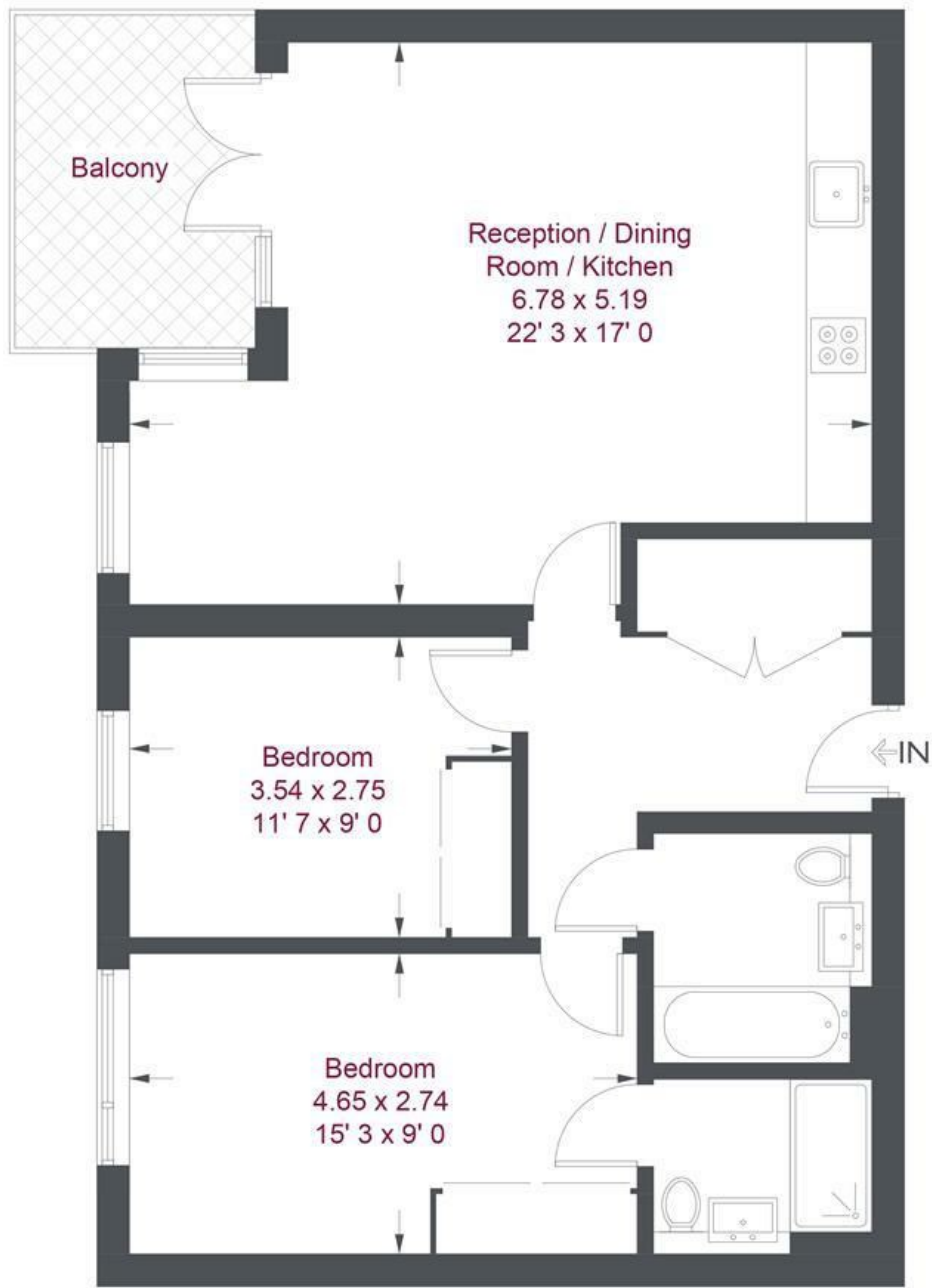 Balcony
Reception / Dining
Room / Kitchen
6.78 x 5.19
22' 3 x 17' 0
IN
Bedroom
3.54 x 2.75
11' 7 x 9' 0
Bedroom
4.65 x 2.74
15' 3 x 9' 0